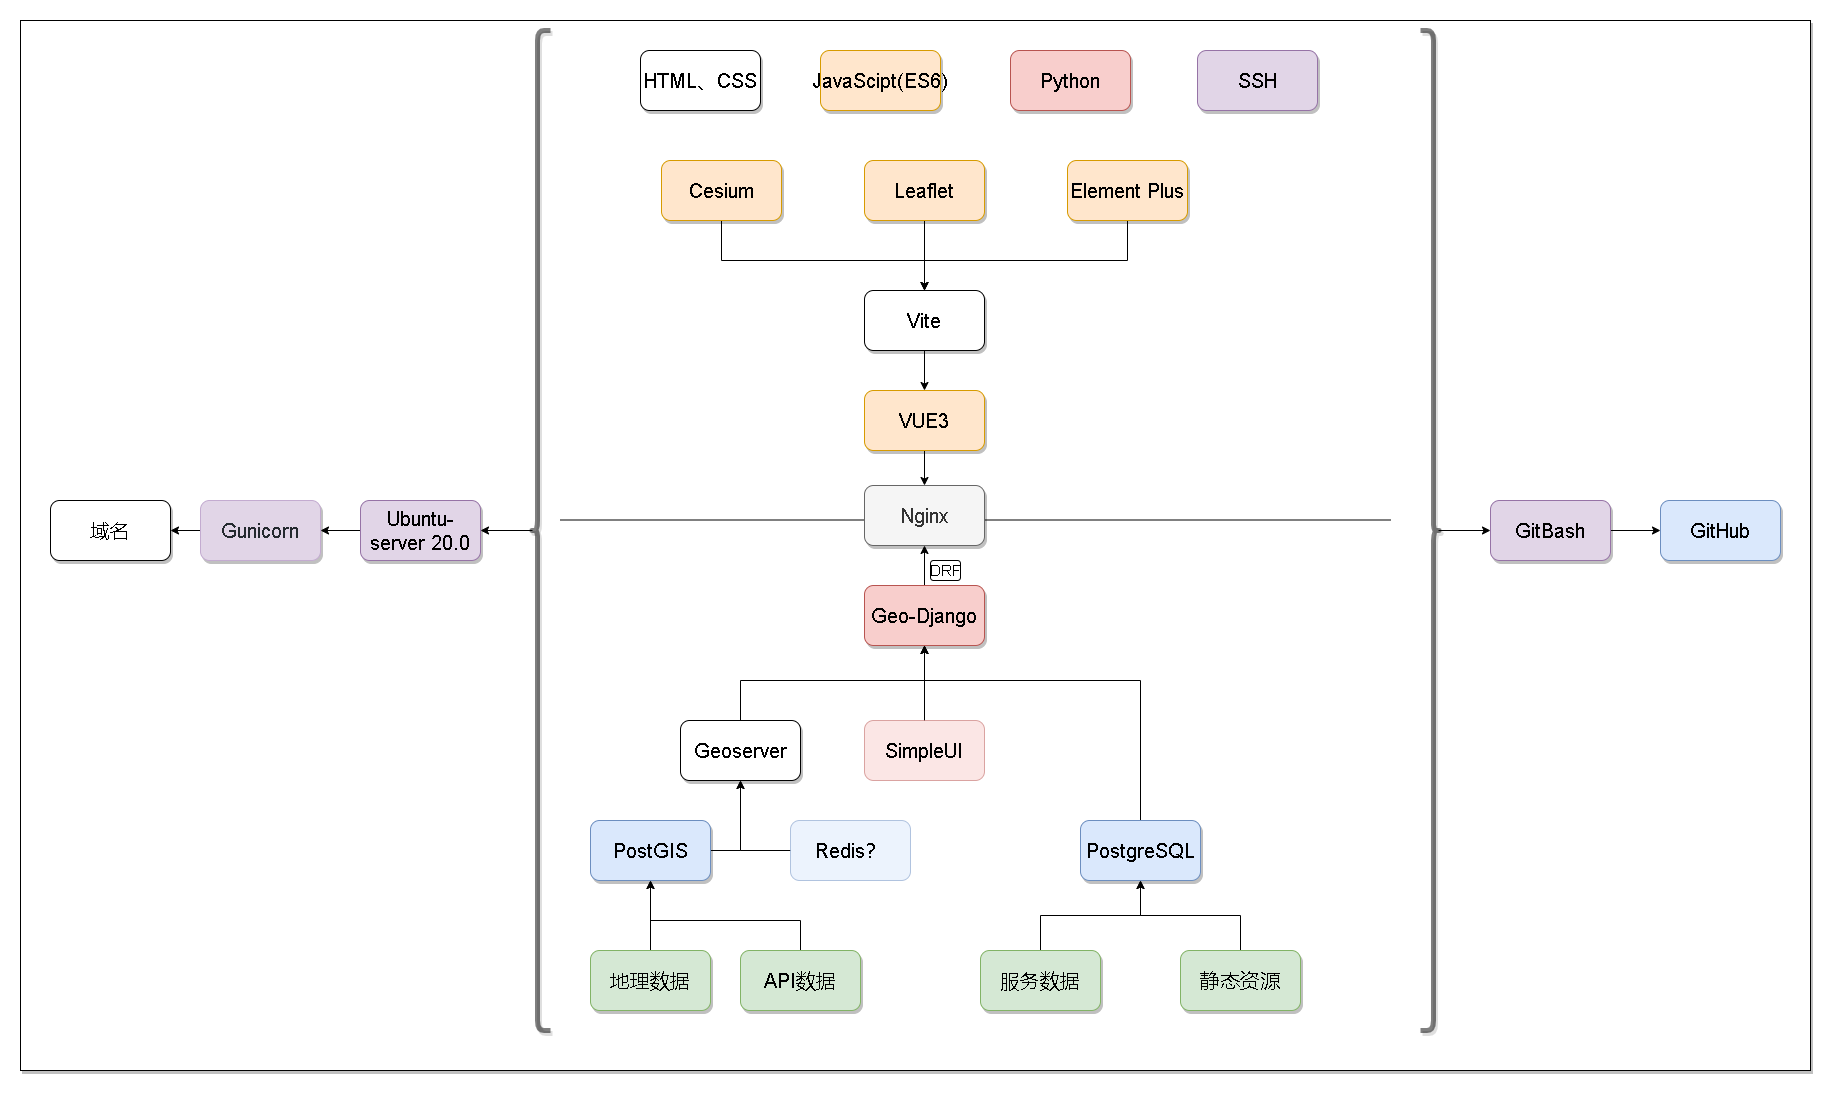 HTML、CSS
JavaScipt(ES6)
Python
SSH
Cesium
Leaflet
Element Plus
Vite
VUE3
Nginx
域名
Gunicorn
Ubuntu-
server 20.0
GitBash
GitHub
DRF
Geo-Django
Geoserver
SimpleUI
PostGIS
Redis?
PostgreSQL
地理数据
API数据
服务数据
静态资源